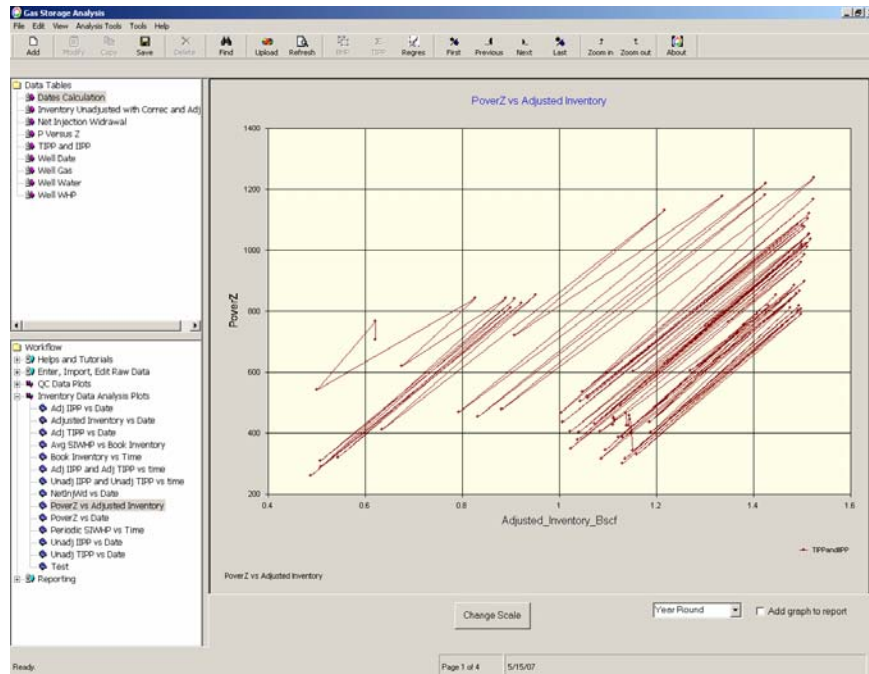 Gas Storage Analysis
File Edit View Analysis Tools Tools Help
Add Modify Copy Save Delete Find Upload Refresh BHP TIPP Regres First Previous Next Last Zoom in Zoom out About
Data Tables
Dates Calculation
Inventory Unadjusted with Correc and Adj
Net Injection Widrawal
P Versus Z
TIPP and IIPP
Well Date
Well Gas
Well Water
Well WHP
Workflow
Helps and Tutorials
Enter, Import, Edit Raw Data
QC Data Plots
Inventory Data Analysis Plots
Adj IIPP vs Date
Adjusted Inventory vs Date
Adj TIPP vs Date
Avg SIWHP vs Book Inventory
Book Inventory vs Time
Adj IIPP and Adj TIPP vs time
Unadj IIPP and Unadj TIPP vs time
NetInjWd vs Date
PoverZ vs Adjusted Inventory
PoverZ vs Date
Periodic SIWHP vs Time
Unadj IIPP vs Date
Unadj TIPP vs Date
Test
Reporting
PoverZ vs Adjusted Inventory
1400
1200
1000
800
600
400
200
PoverZ
0.4 0.6 0.8 1 1.2 1.4 1.6
Adjusted_Inventory_Bscf
TIPPandIIPP
PoverZ vs Adjusted Inventory
Change Scale
Year Round
Add graph to report
Ready
Page 1 of 4
5/15/07